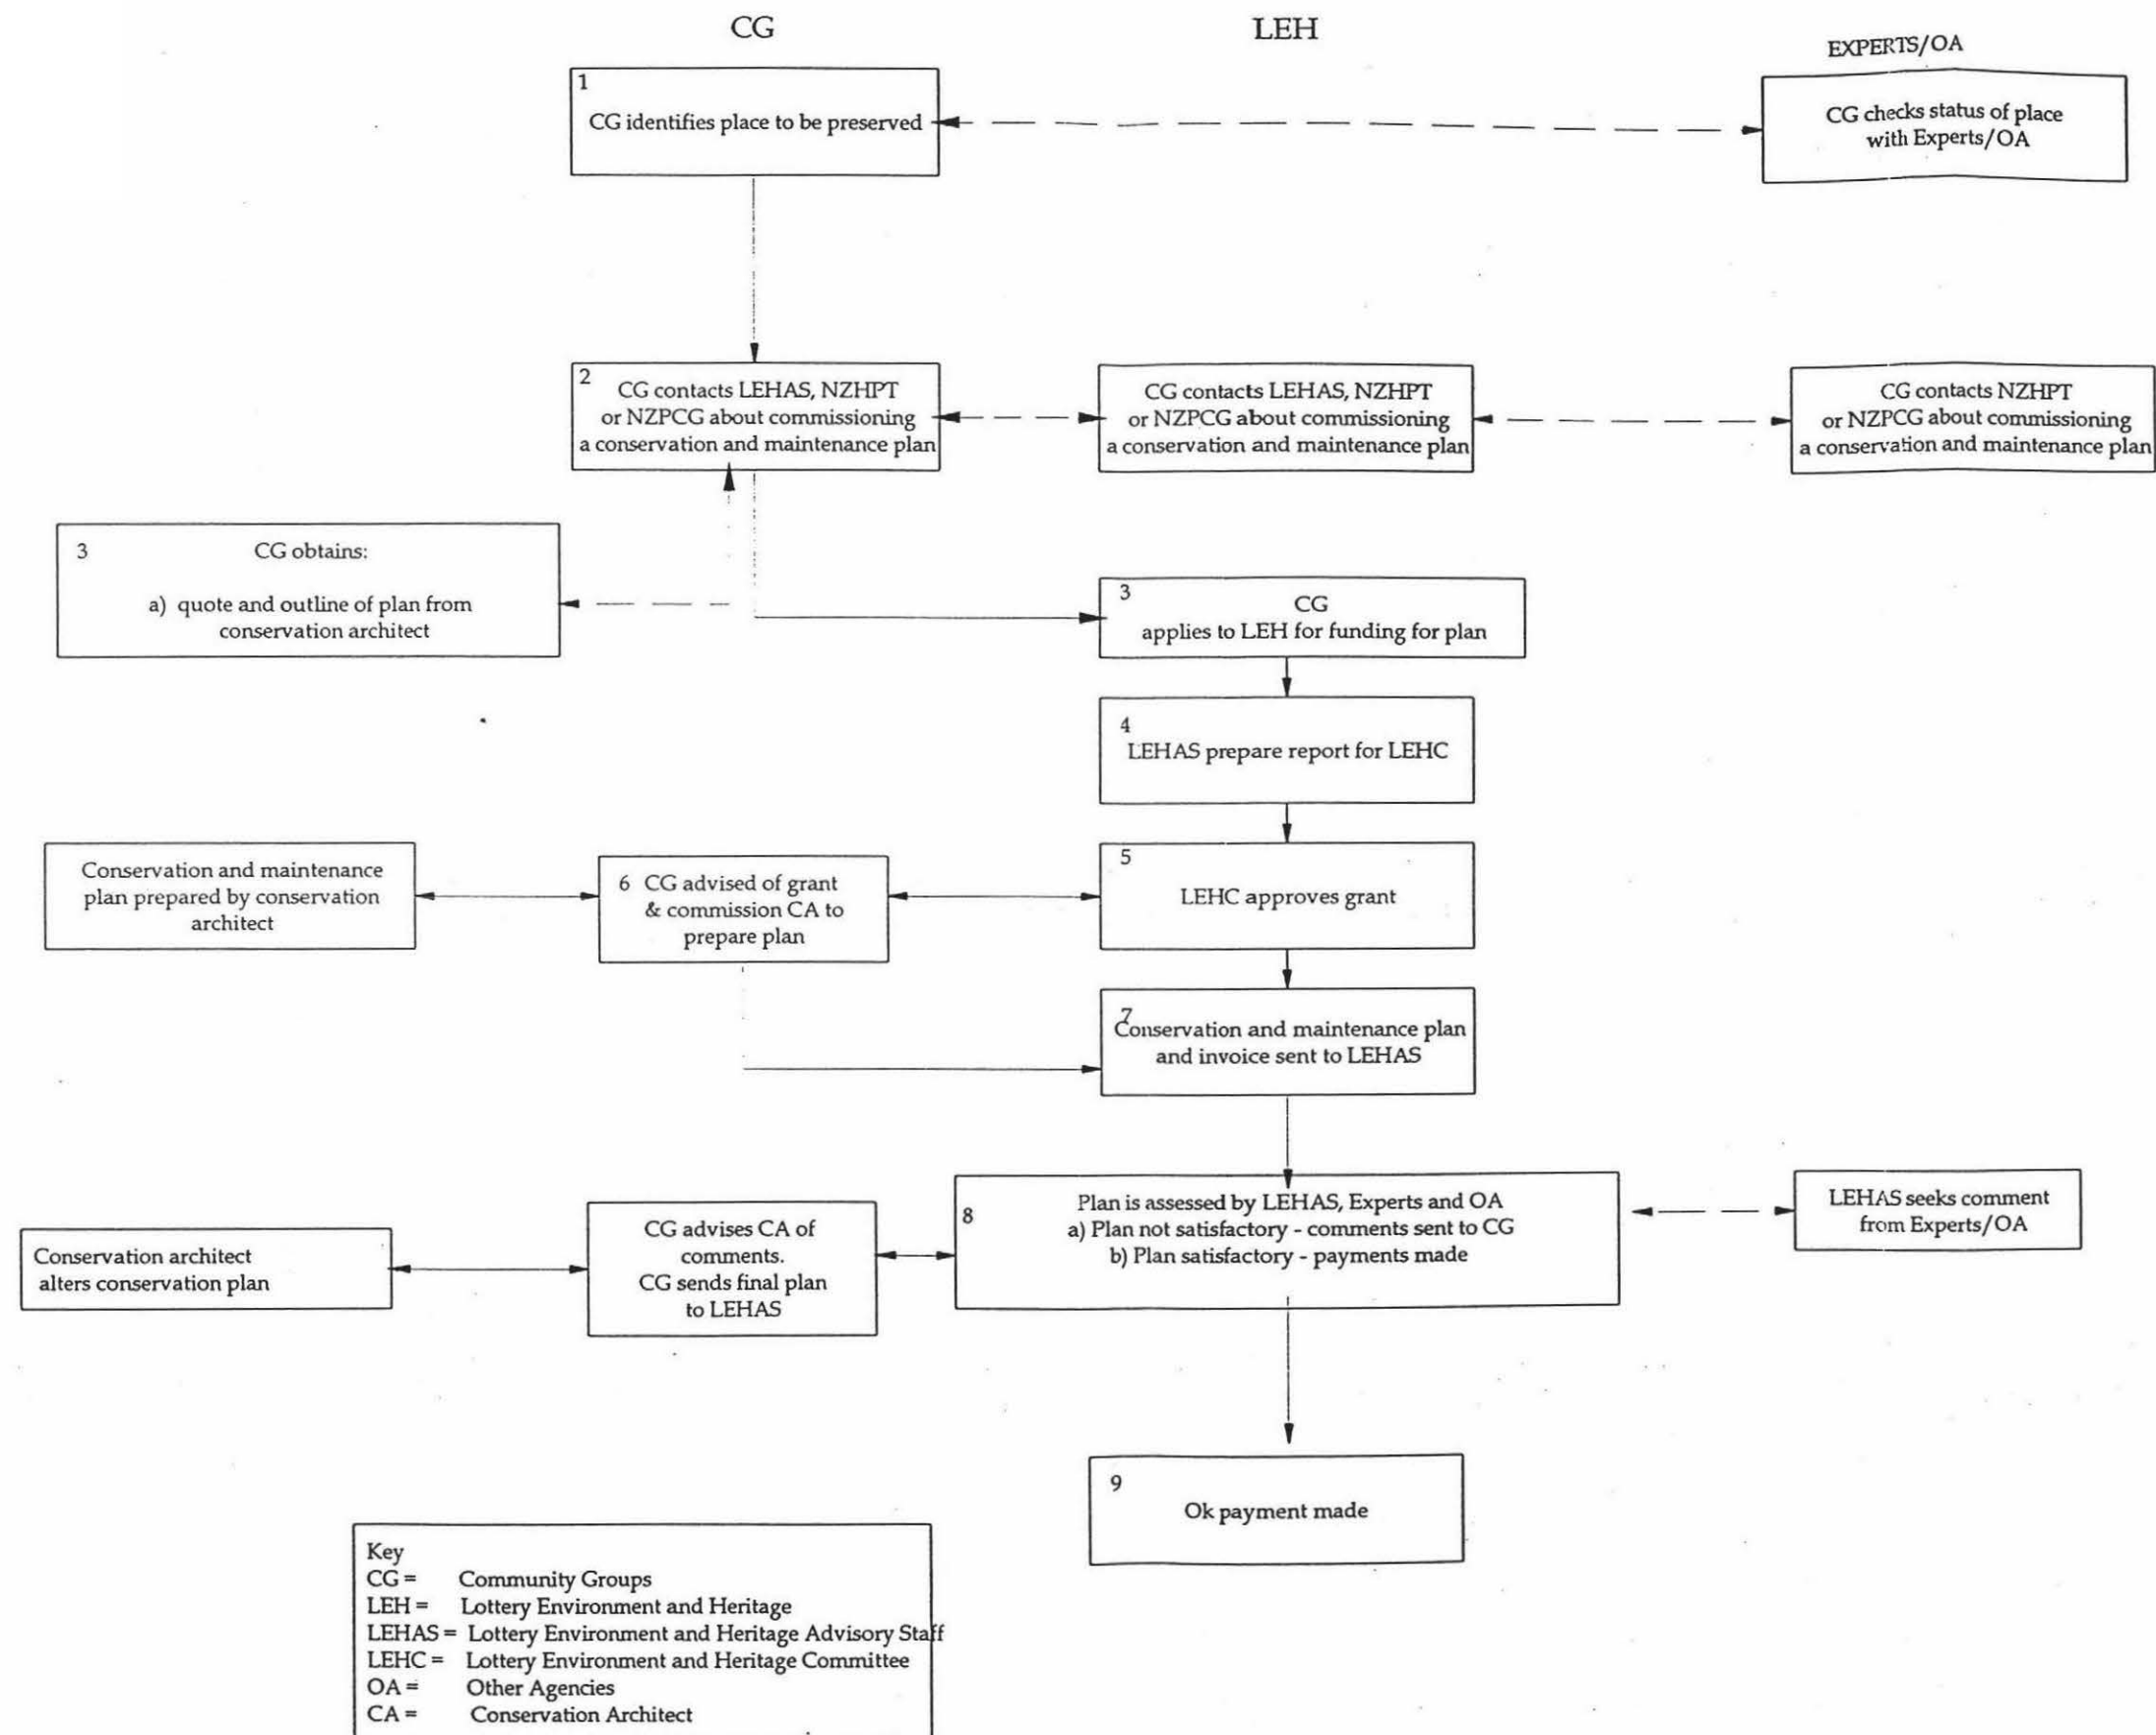 CG
LEH
EXPERTS/OA
1
CG identifies place to be preserved
CG checks status of place
with Experts/OA
2
CG contacts LEHAS, NZHPT
or NZPCG about commissioning
a conservation and maintenance plan
CG contacts LEHAS, NZHPT
or NZPCG about commissioning
a conservation and maintenance plan
CG contacts NZHPT
or NZPCG about commissioning
a conservation and maintenance plan
3 CG obtains:
a) quote and outline of plan from
conservation architect
3
CG
applies to LEH for funding for plan
4
LEHAS prepare report for LEHC
Conservation and maintenance
plan prepared by conservation
architect
6 CG advised of grant
& commission CA to
prepare plan
5
LEHC approves grant
7
Conservation and maintenance plan
and invoice sent to LEHAS
Conservation architect
alters conservation plan
CG advises CA of
comments.
CG sends final plan
to LEHAS
8
Plan is assessed by LEHAS, Experts and OA
a) Plan not satisfactory - comments sent to CG
b) Plan satisfactory - payments made
LEHAS seeks comment
from Experts/OA
9
Ok payment made
Key
CG = Community Groups
LEH = Lottery Environment and Heritage
LEHAS = Lottery Environment and Heritage Advisory Staff
LEHC = Lottery Environment and Heritage Committee
OA = Other Agencies
CA = Conservation Architect